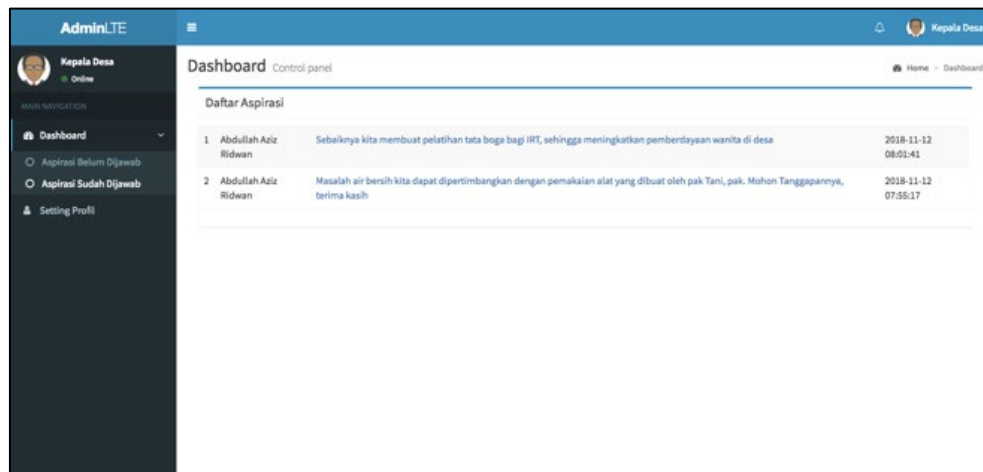 AdminLTE
Kepala Desa
Kepala Desa
Online
MAIN NAVIGATION
Dashboard
Aspirasi Belum Dijawab
Aspirasi Sudah Dijawab
Setting Profil
Dashboard Control panel
Home > Dashboard
Daftar Aspirasi
1 Abdullah Aziz Sebaiknya kita membuat pelatihan tata boga bagi IRT, sehingga meningkatkan pemberdayaan wanita di desa 2018-11-12
Ridwan 08:01:41
2 Abdullah Aziz Masalah air bersih kita dapat dipertimbangkan dengan pemakaian alat yang dibuat oleh pak Tani, pak. Mohon Tanggapannya, 2018-11-12
Ridwan terima kasih 07:55:17